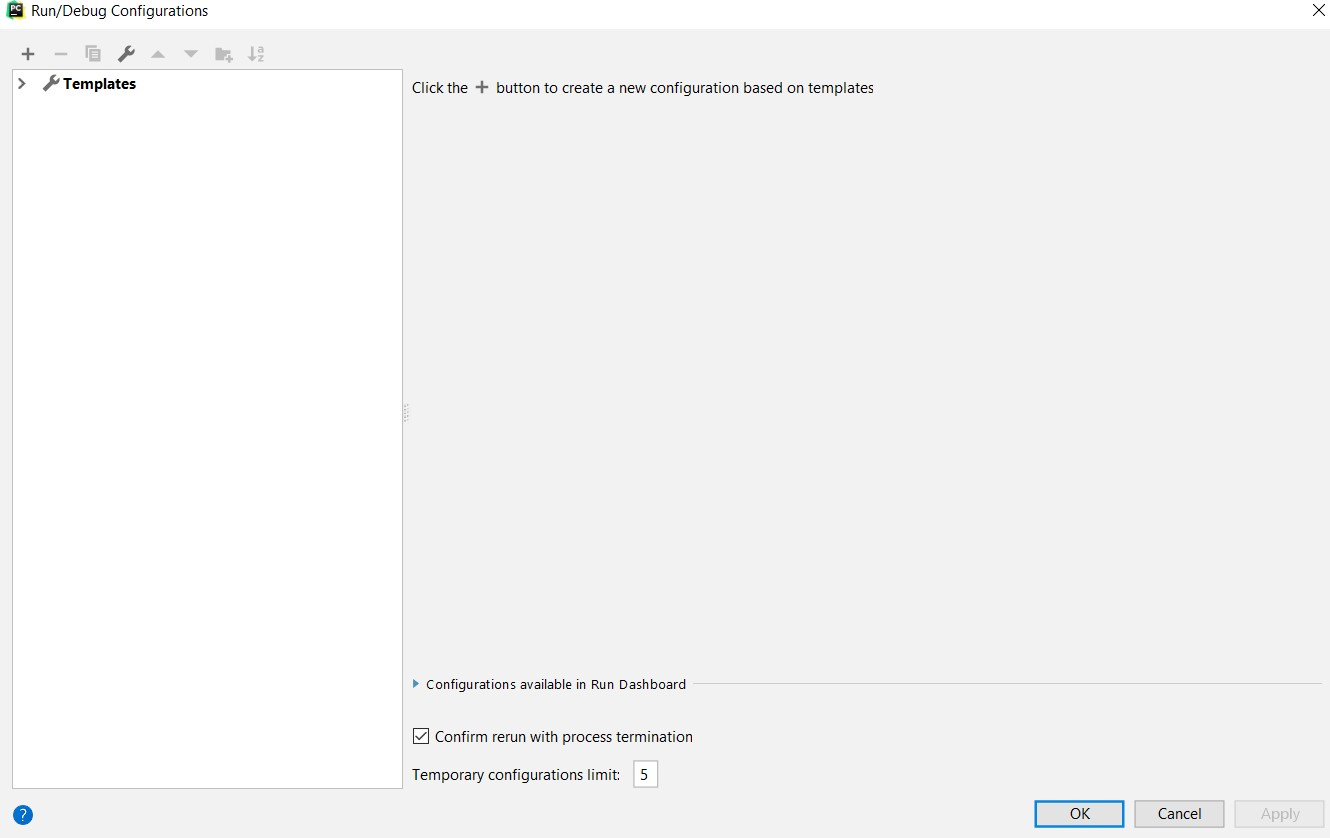 PC Run/Debug Configurations
Templates
Click the + button to create a new configuration based on templates
Configurations available in Run Dashboard
Confirm rerun with process termination
Temporary configurations limit: 5
? OK Cancel Apply